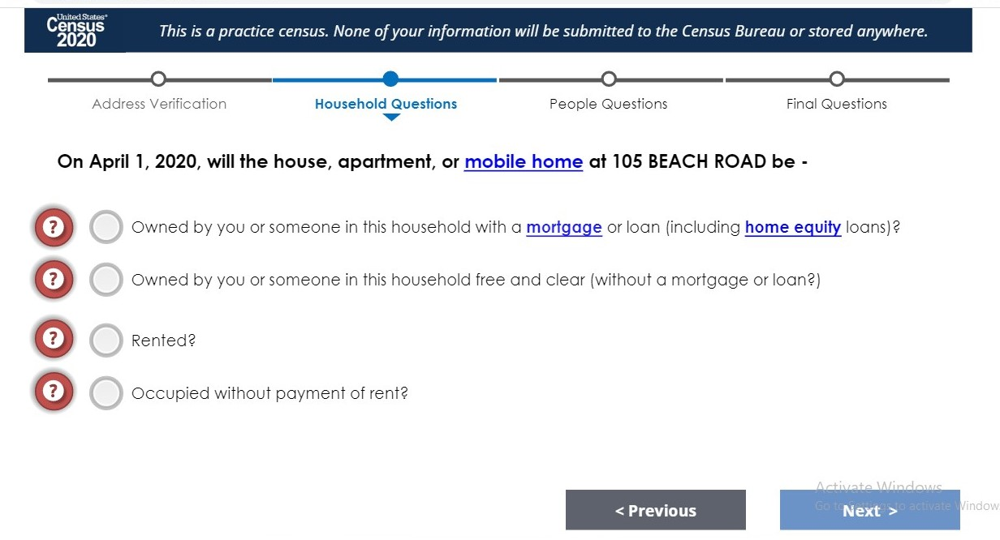 United States®
Census
2020
This is a practice census. None of your information will be submitted to the Census Bureau or stored anywhere.
Address Verification
Household Questions
People Questions
Final Questions
On April 1, 2020, will the house, apartment, or mobile home at 105 BEACH ROAD be -
? Owned by you or someone in this household with a mortgage or loan (including home equity loans)?
? Owned by you or someone in this household free and clear (without a mortgage or loan?)
? Rented?
? Occupied without payment of rent?
Activate Windows
Go to Settings to activate Window
< Previous
Next >